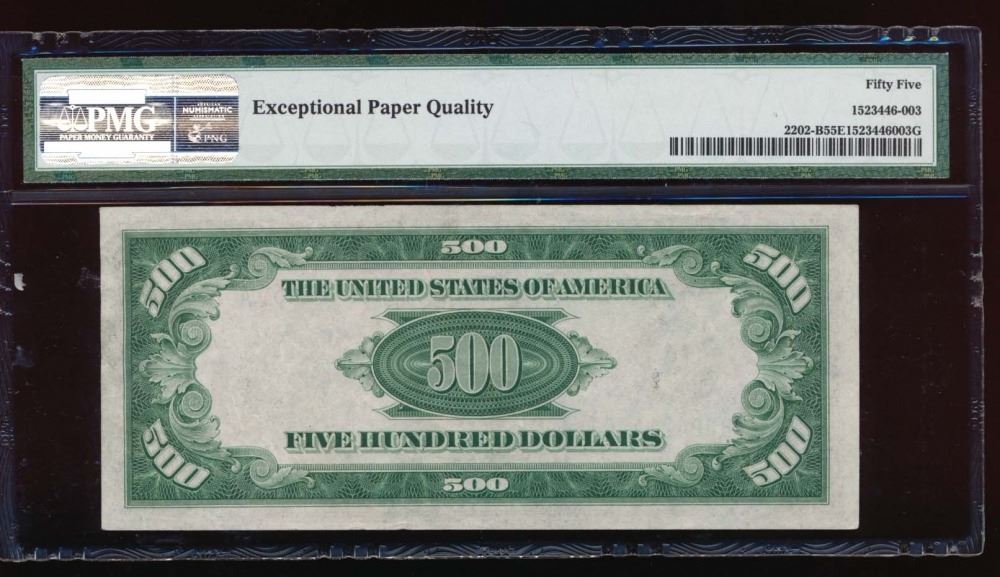 PMG
PAPER MONEY GUARANTY
NUMISMATIC
PNG
Exceptional Paper Quality
Fifty Five
1523446-003
2202-B55E1523446003G
500
500
500
THE UNITED STATES OF AMERICA
500
FIVE HUNDRED DOLLARS
500
500
500